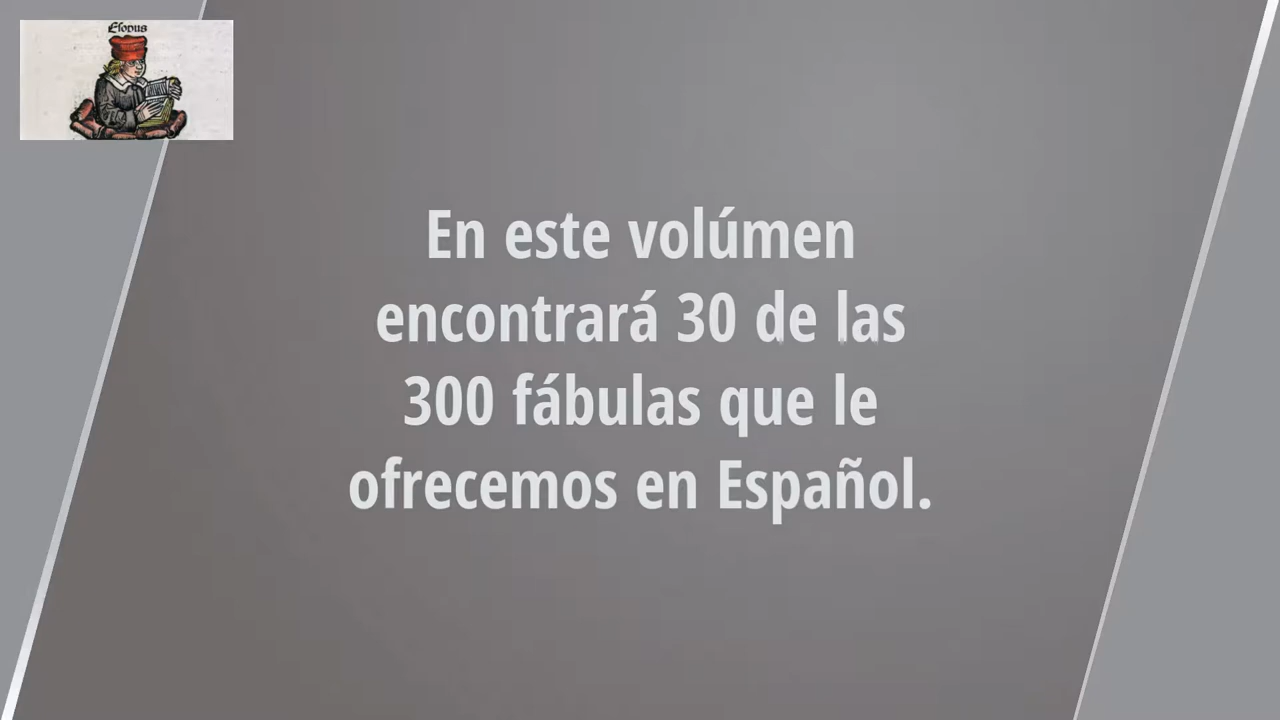 Esopus
En este volúmen
encontrará 30 de las
300 fábulas que le
ofrecemos en Español.